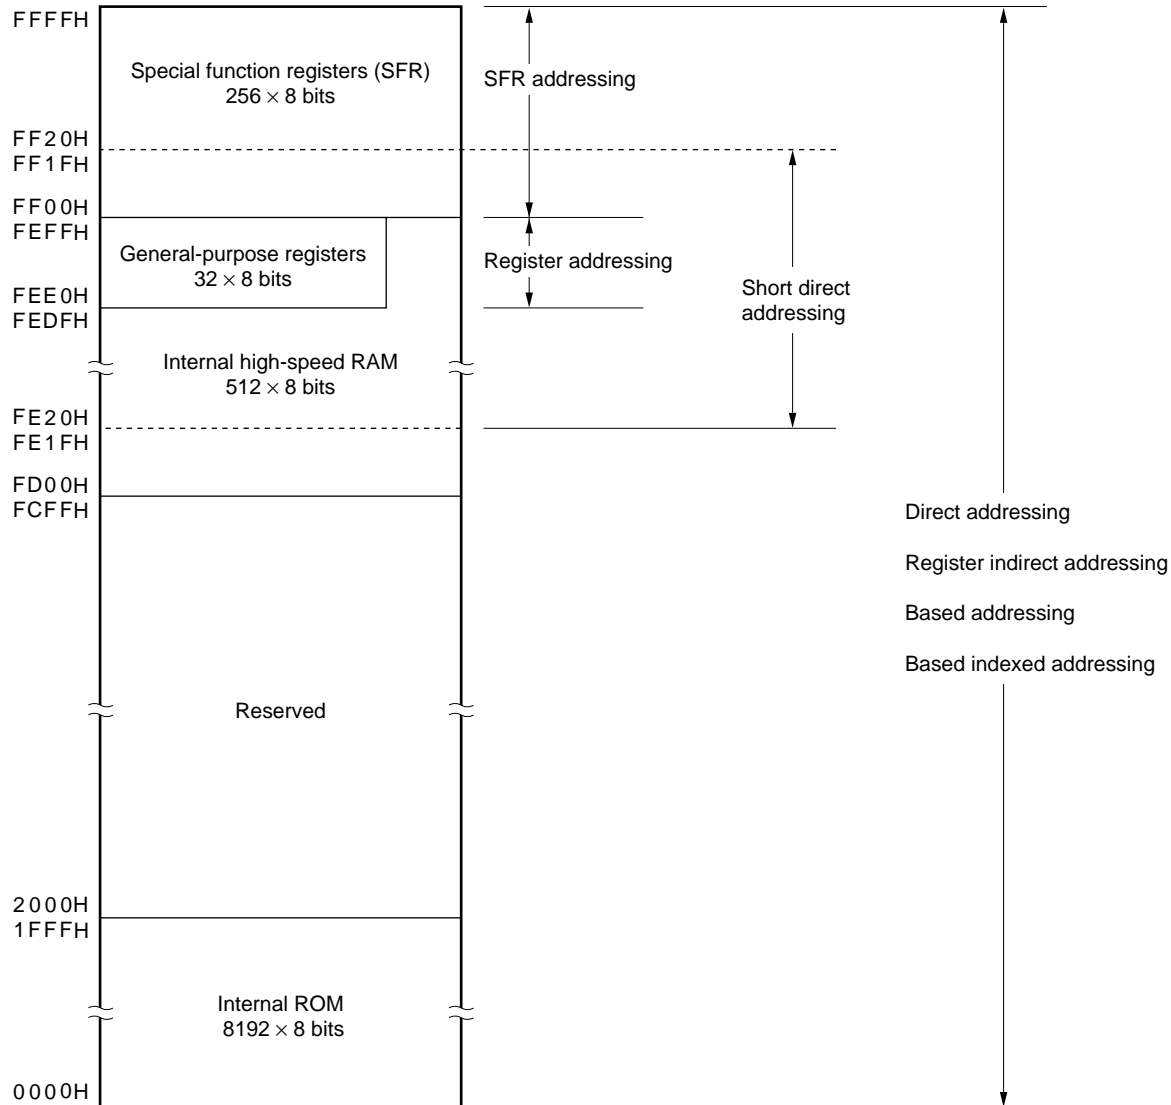 FFFFH
Special function registers (SFR)
256 × 8 bits
SFR addressing
FF20H
FF1FH
FF00H
FEFFH
General-purpose registers
32 × 8 bits
Register addressing
Short direct
addressing
FEE0H
FEDFH
Internal high-speed RAM
512 × 8 bits
FE20H
FE1FH
FD00H
FCFFH
Direct addressing
Register indirect addressing
Based addressing
Based indexed addressing
Reserved
2000H
1FFFH
Internal ROM
8192 × 8 bits
0000H